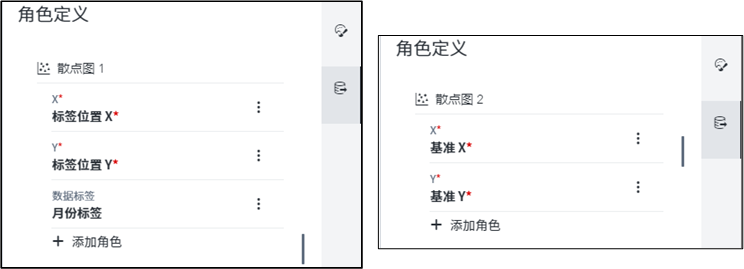 角色定义
散点图 1
X*
标签位置 X*
Y*
标签位置 Y*
数据标签
月份标签
+ 添加角色
角色定义
散点图 2
X*
基准 X*
Y*
基准 Y*
+ 添加角色